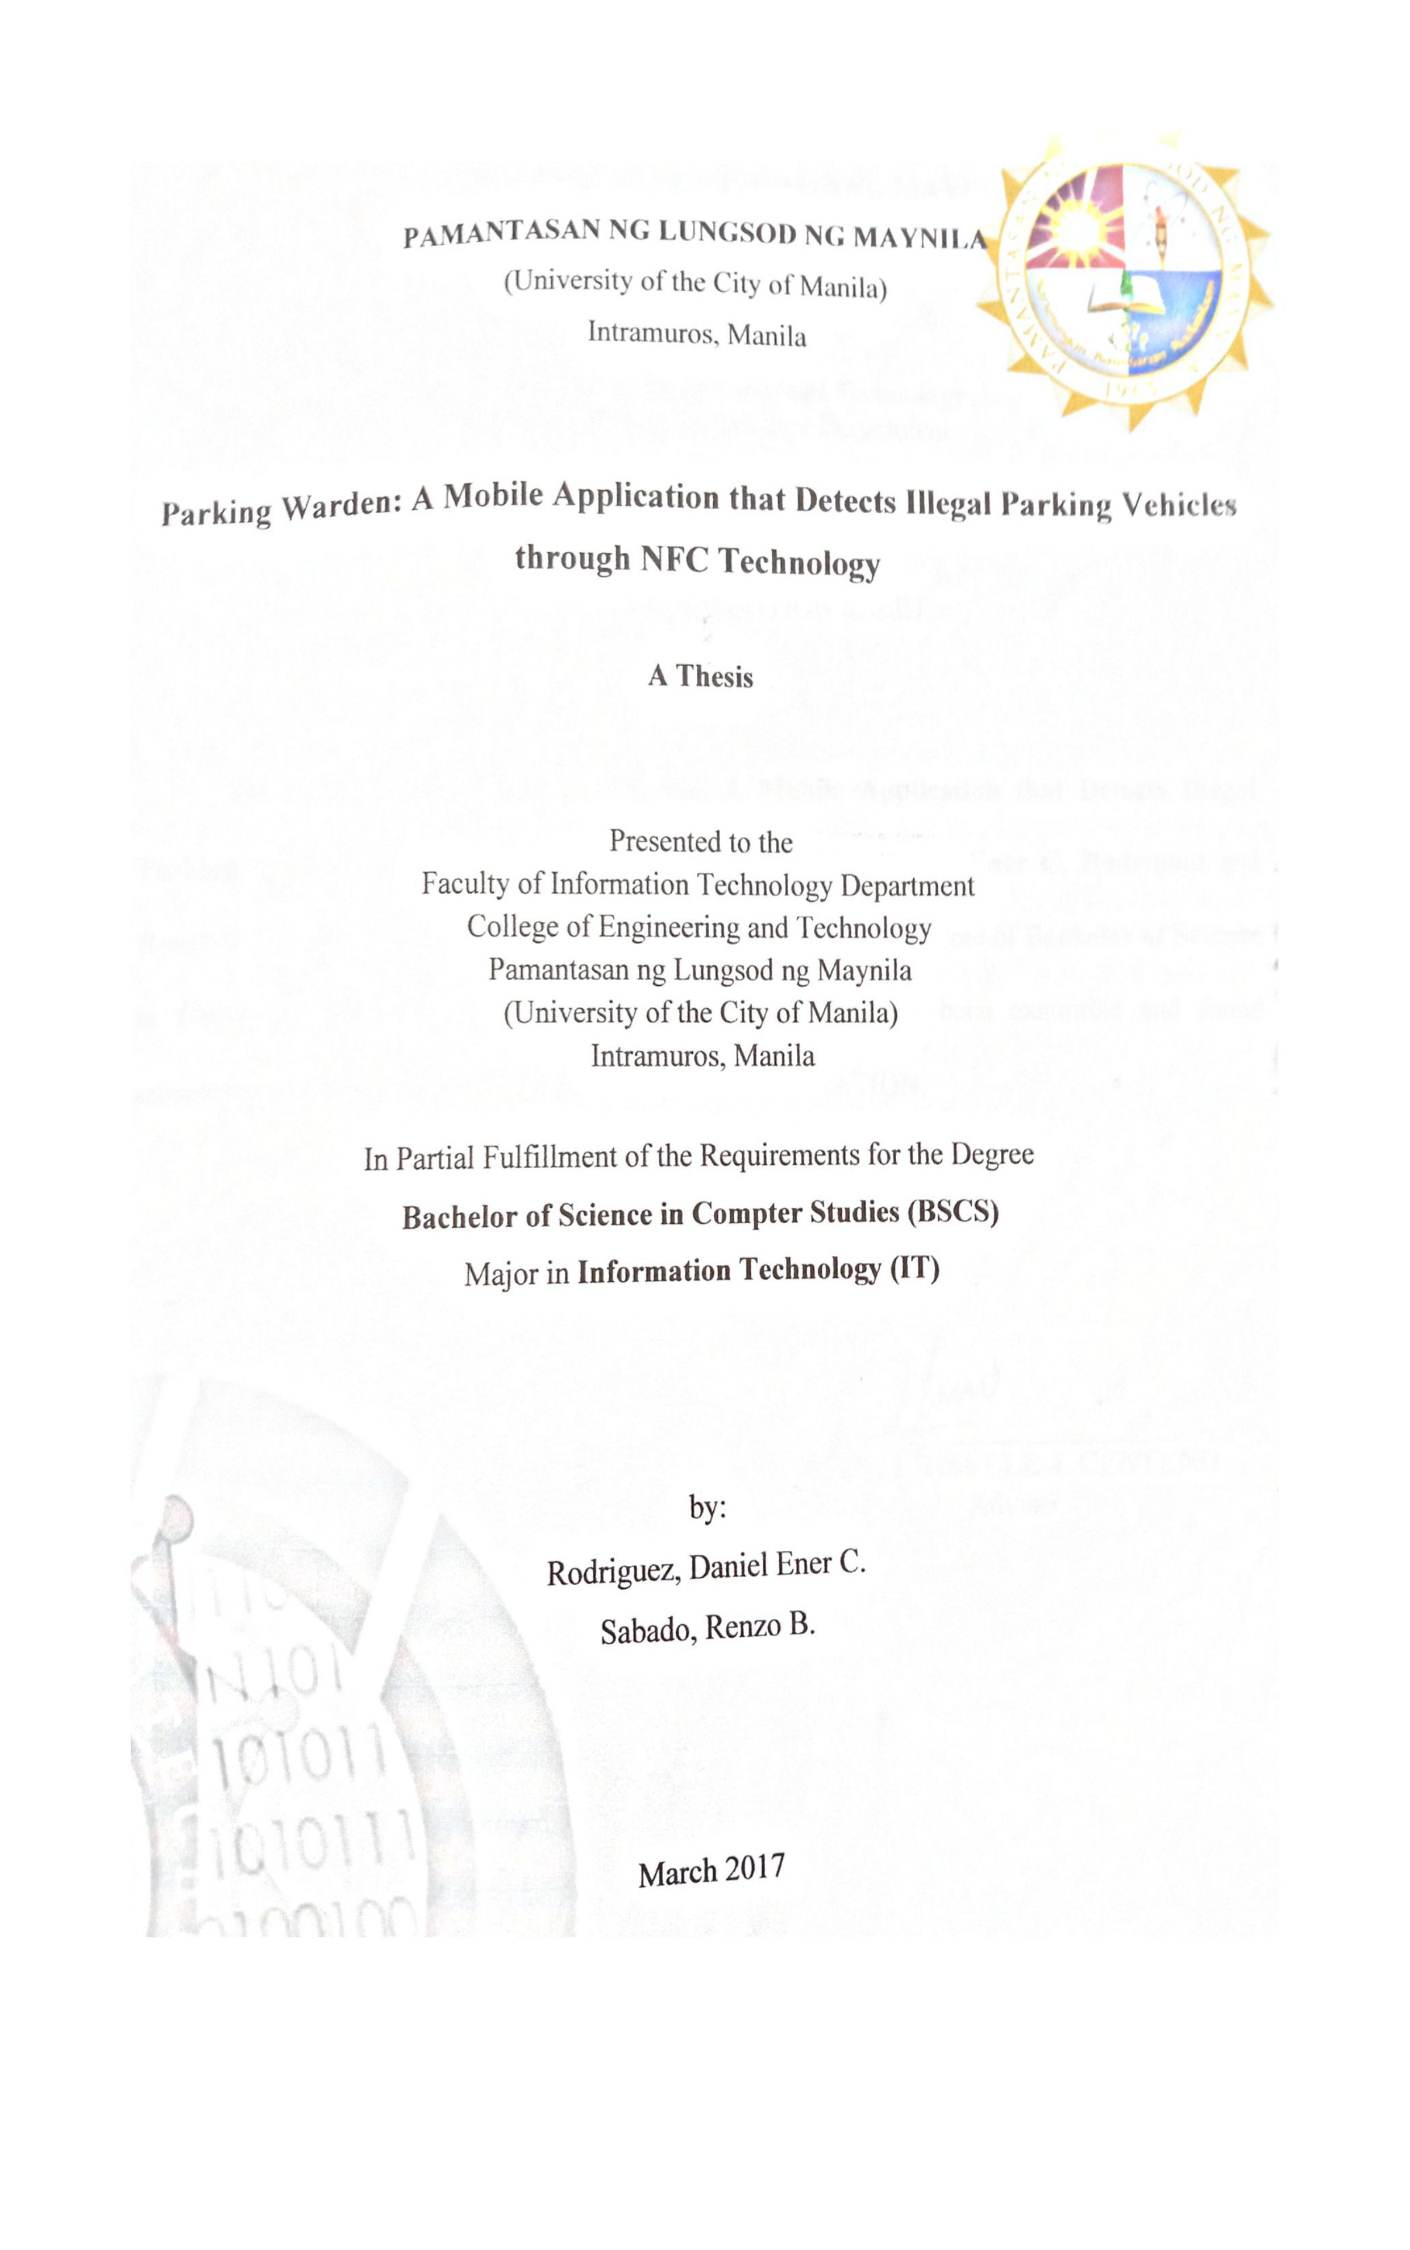 PAMANTASAN NG LUNGSOD NG MAYNILA
(University of the City of Manila)
Intramuros, Manila
1965
Parking Warden: A Mobile Application that Detects Illegal Parking Vehicles
through NFC Technology
A Thesis
Presented to the
Faculty of Information Technology Department
College of Engineering and Technology
Pamantasan ng Lungsod ng Maynila
(University of the City of Manila)
Intramuros, Manila
In Partial Fulfillment of the Requirements for the Degree
Bachelor of Science in Compter Studies (BSCS)
Major in Information Technology (IT)
by:
Rodriguez, Daniel Ener C.
Sabado, Renzo B.
101011
1010111
March 2017